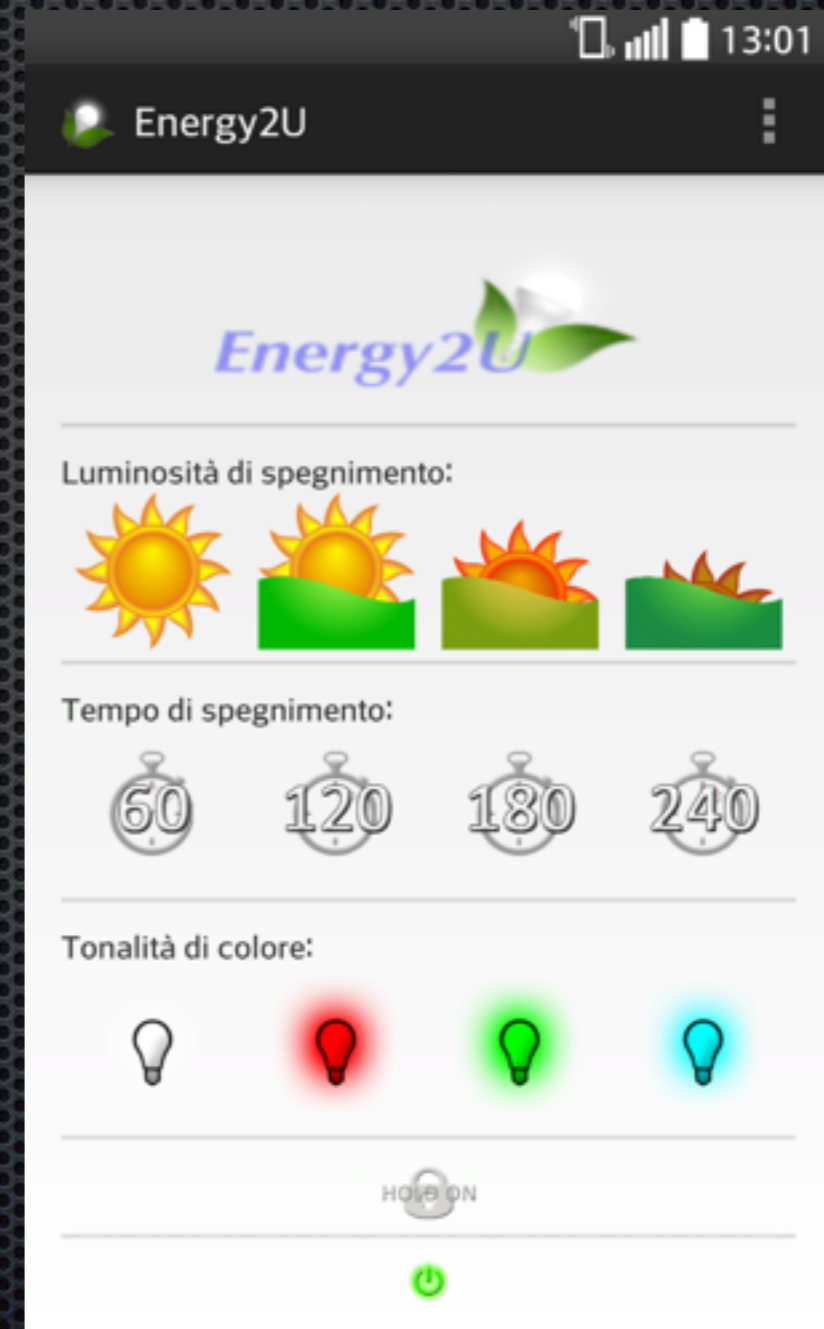 13:01
Energy2U
Energy2U
Luminosità di spegnimento:
Tempo di spegnimento:
60 120 180 240
Tonalità di colore:
HOLD ON